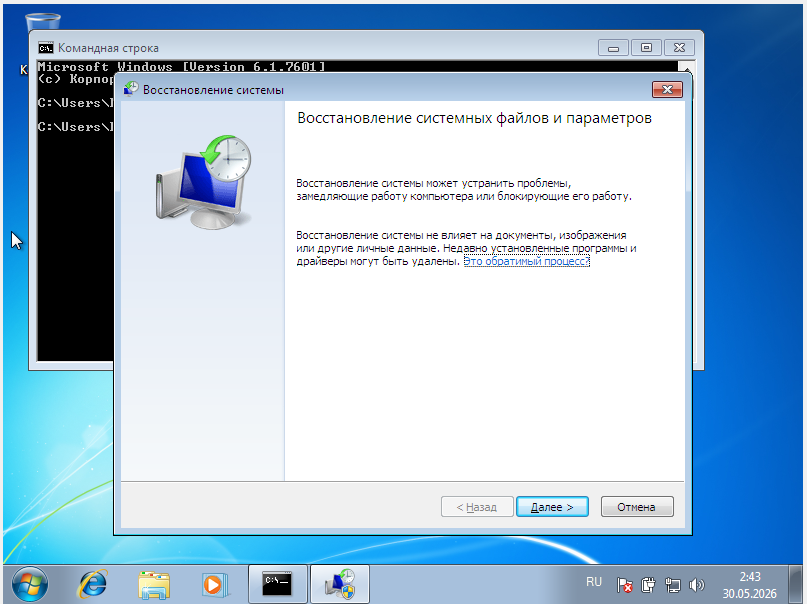 Командная строка
Microsoft Windows [Version 6.1.7601]
(c) Корпор
C:\Users\
C:\Users\
Восстановление системы
Восстановление системных файлов и параметров
Восстановление системы может устранить проблемы,
замедляющие работу компьютера или блокирующие его работу.
Восстановление системы не влияет на документы, изображения
или другие личные данные. Недавно установленные программы и
драйверы могут быть удалены. Это обратимый процесс?
< Назад
Далее >
Отмена
C:\_
RU
2:43
30.05.2026